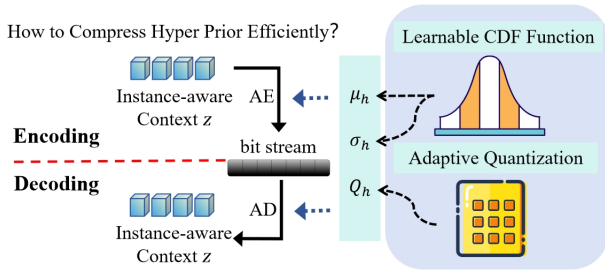 How to Compress Hyper Prior Efficiently?
Learnable CDF Function
Instance-aware
Context z
AE
μh
Encoding
bit stream
σh
Decoding
Adaptive Quantization
Qh
AD
Instance-aware
Context z